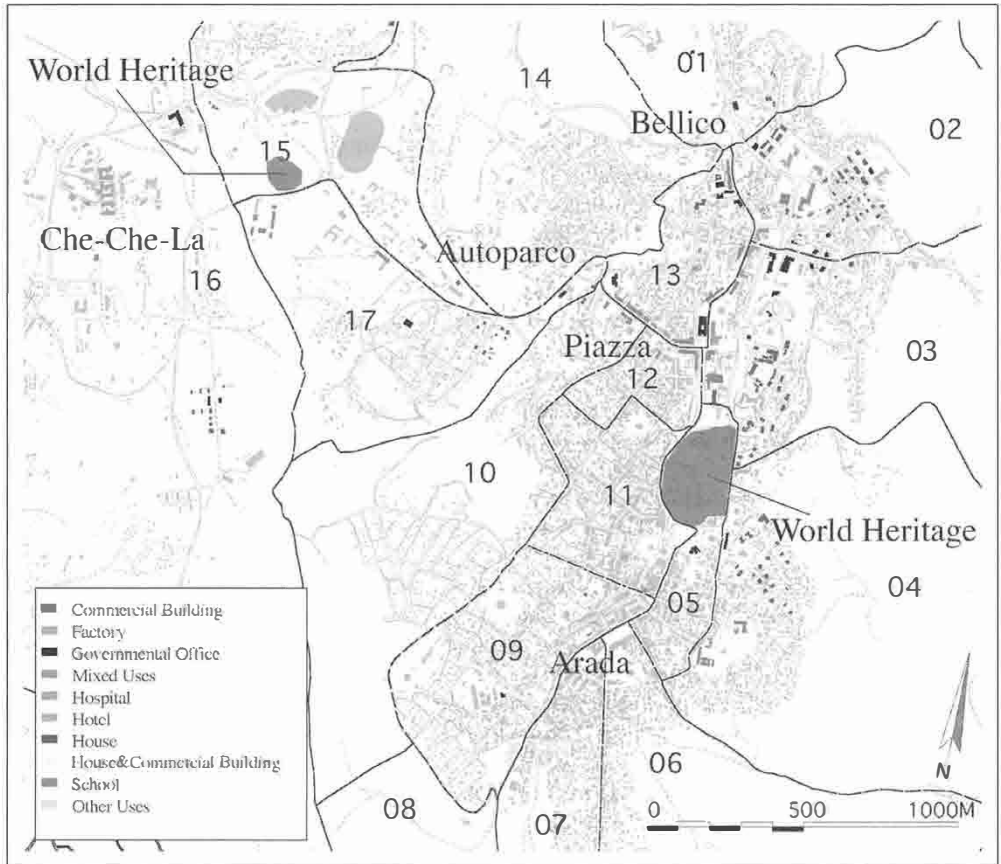 World Heritage
14
01
Bellico
02
15
Che-Che-La
16
Autoparco
13
17
Piazza
12
03
10
11
World Heritage
04
05
09
Arada
06
08
07
Commercial Building
Factory
Governmental Office
Mixed Uses
Hospital
Hotel
House
House&Commercial Building
School
Other Uses
N
0 500 1000M